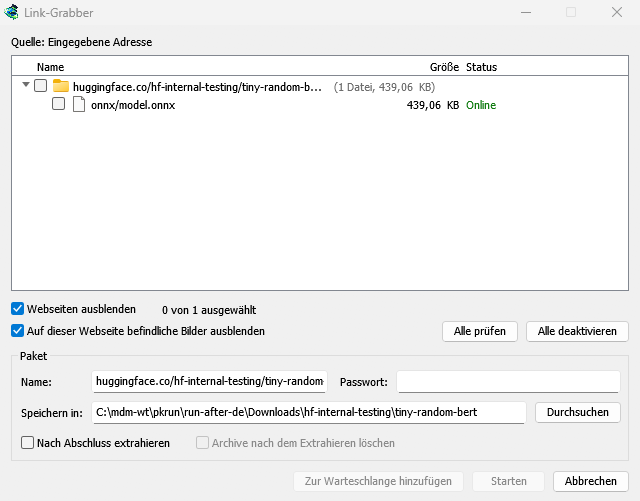 Link-Grabber
Quelle: Eingegebene Adresse
Name Größe Status
huggingface.co/hf-internal-testing/tiny-random-b... (1 Datei, 439,06 KB)
onnx/model.onnx 439,06 KB Online
Webseiten ausblenden 0 von 1 ausgewählt
Auf dieser Webseite befindliche Bilder ausblenden Alle prüfen Alle deaktivieren
Paket
Name: huggingface.co/hf-internal-testing/tiny-random- Passwort:
Speichern in: C:\mdm-wt\pkrun\run-after-de\Downloads\hf-internal-testing\tiny-random-bert Durchsuchen
Nach Abschluss extrahieren Archive nach dem Extrahieren löschen
Zur Warteschlange hinzufügen Starten Abbrechen